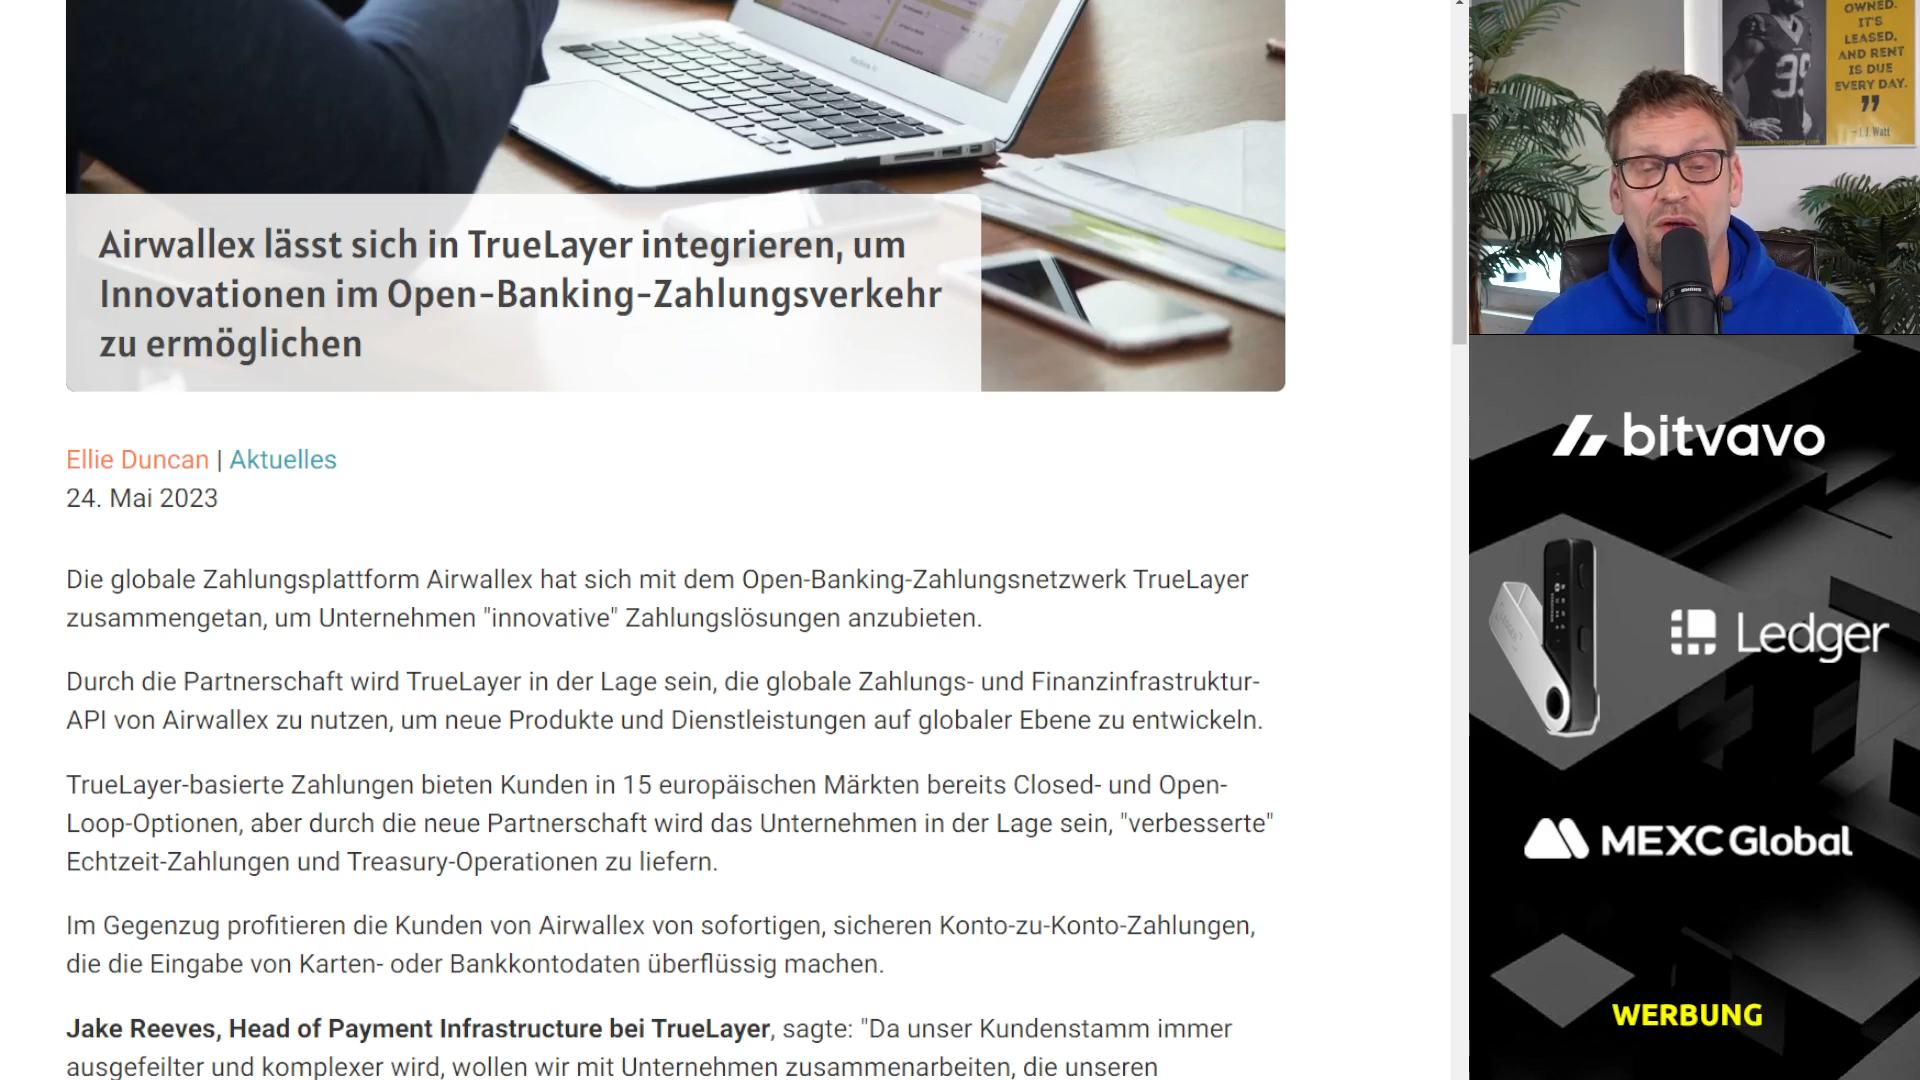 Airwallex lässt sich in TrueLayer integrieren, um
Innovationen im Open-Banking-Zahlungsverkehr
zu ermöglichen
Ellie Duncan | Aktuelles
24. Mai 2023
Die globale Zahlungsplattform Airwallex hat sich mit dem Open-Banking-Zahlungsnetzwerk TrueLayer
zusammengetan, um Unternehmen "innovative" Zahlungslösungen anzubieten.
Durch die Partnerschaft wird TrueLayer in der Lage sein, die globale Zahlungs- und Finanzinfrastruktur-
API von Airwallex zu nutzen, um neue Produkte und Dienstleistungen auf globaler Ebene zu entwickeln.
TrueLayer-basierte Zahlungen bieten Kunden in 15 europäischen Märkten bereits Closed- und Open-
Loop-Optionen, aber durch die neue Partnerschaft wird das Unternehmen in der Lage sein, "verbesserte"
Echtzeit-Zahlungen und Treasury-Operationen zu liefern.
Im Gegenzug profitieren die Kunden von Airwallex von sofortigen, sicheren Konto-zu-Konto-Zahlungen,
die die Eingabe von Karten- oder Bankkontodaten überflüssig machen.
Jake Reeves, Head of Payment Infrastructure bei TrueLayer, sagte: "Da unser Kundenstamm immer
ausgefeilter und komplexer wird, wollen wir mit Unternehmen zusammenarbeiten, die unseren
OWNED.
IT'S
LEASED,
AND RENT
IS DUE
EVERY DAY.
"
- J.J Watt
99
bitvavo
Ledger
MEXC Global
WERBUNG